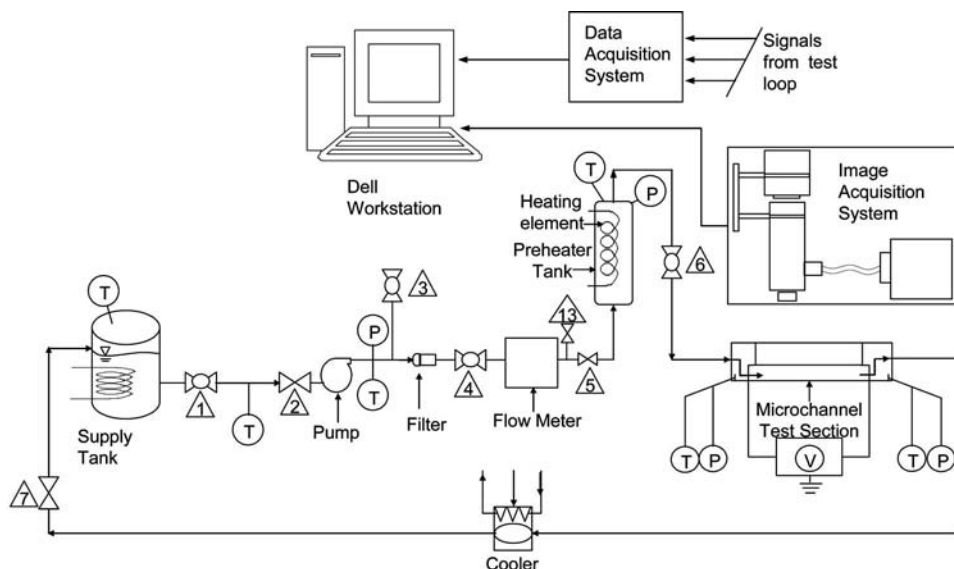 Data
Acquisition
System
Signals
from test
loop
Dell
Workstation
Image
Acquisition
System
T
P
Heating
element
Preheater
Tank
6
T
3
13
P
1
T
2
T
4
5
Pump
Filter
Flow Meter
Supply
Tank
Microchannel
Test Section
T P
V
T P
7
Cooler